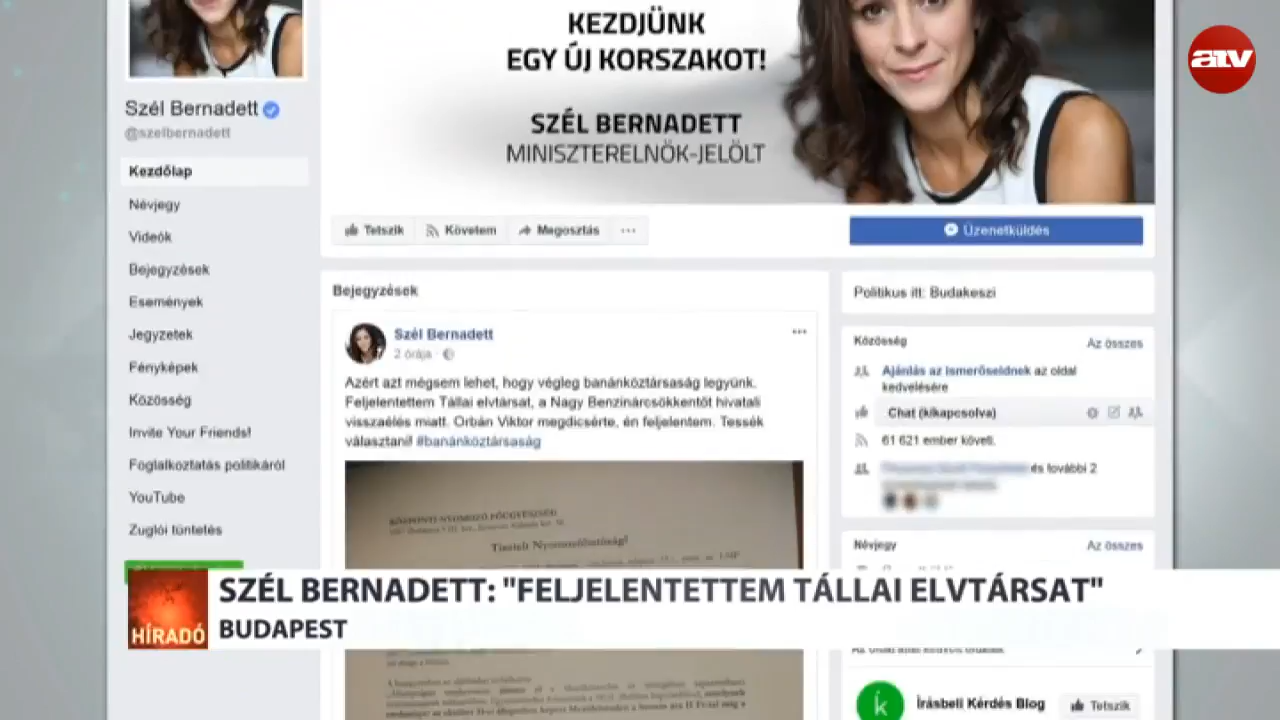 KEZDJÜNK
EGY ÚJ KORSZAKOT!
SZÉL BERNADETT
MINISZTERELNÖK-JELÖLT
atv
Szél Bernadett
@szelbernadett
Kezdőlap
Névjegy
Videók
Bejegyzések
Események
Jegyzetek
Fényképek
Közösség
Invite Your Friends!
Foglalkoztatás politikáról
YouTube
Zuglói tüntetés
Tetszik
Követem
Megosztás
...
Üzenetküldés
Bejegyzések
Szél Bernadett
2 órája
Azért azt mégsem lehet, hogy végleg banánköztársaság legyünk.
Feljelentettem Tállai elvtársat, a Nagy Benzinárcsökkentőt hivatali
visszaélés miatt. Orbán Viktor megdicsérte, én feljelentem. Tessék
választani! #banánköztársaság
KÖZPONTI NYOMOZÓ FŐÜGYÉSZSÉG
Tisztelt Nyomozóhatóság!
Politikus itt: Budakeszi
Közösség
Az összes
Ajánlás az ismerőseidnek az oldal
kedvelésére
Chat (kikapcsolva)
61 621 ember követi.
és további 2
Névjegy
Az összes
SZÉL BERNADETT: "FELJELENTETTEM TÁLLAI ELVTÁRSAT"
HÍRADÓ
BUDAPEST
Írásbeli Kérdés Blog
Tetszik